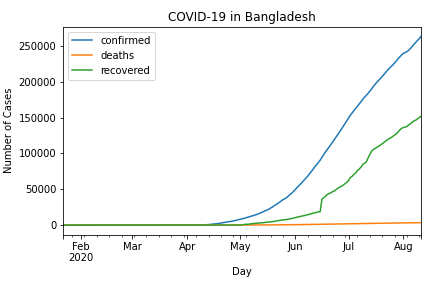 COVID-19 in Bangladesh
confirmed
deaths
recovered
250000
200000
150000
100000
50000
0
Number of Cases
Feb Mar Apr May Jun Jul Aug
2020
Day